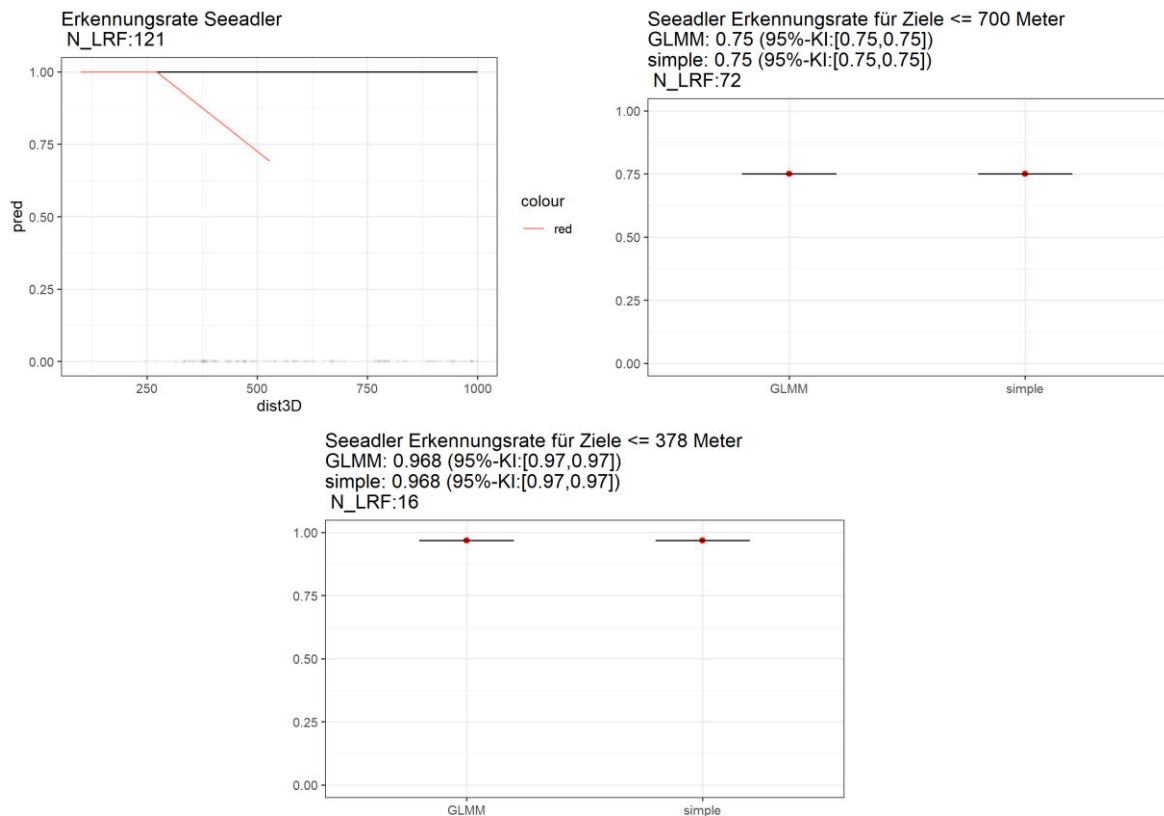 Erkennungsrate Seeadler
N_LRF:121
1.00
0.75
0.50
0.25
0.00
pred
250
500
750
1000
dist3D
colour
red
Seeadler Erkennungsrate für Ziele <= 700 Meter
GLMM: 0.75 (95%-KI:[0.75,0.75])
simple: 0.75 (95%-KI:[0.75,0.75])
N_LRF:72
1.00
0.75
0.50
0.25
0.00
GLMM
simple
Seeadler Erkennungsrate für Ziele <= 378 Meter
GLMM: 0.968 (95%-KI:[0.97,0.97])
simple: 0.968 (95%-KI:[0.97,0.97])
N_LRF:16
1.00
0.75
0.50
0.25
0.00
GLMM
simple